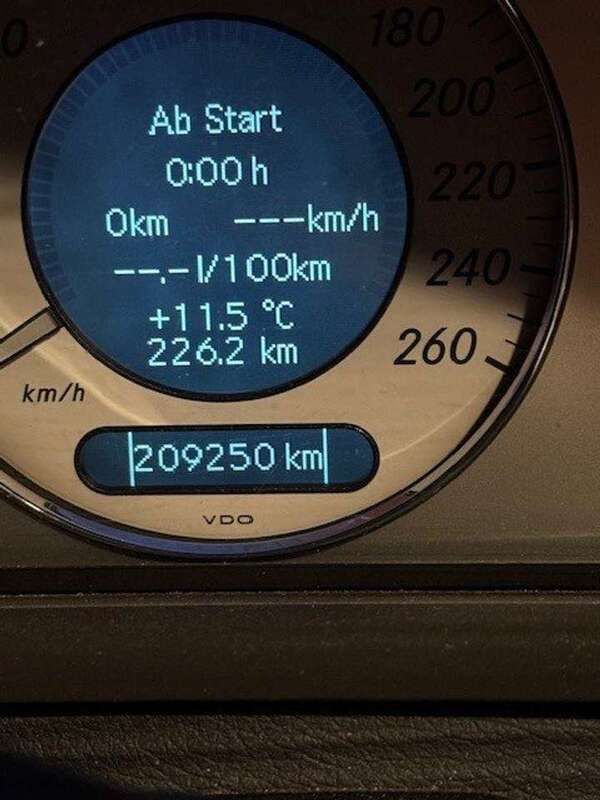 0
180
Ab Start
200
0:00 h
220
0km ---km/h
--.- l/100km
240
+11.5 °C
226.2 km
260
km/h
209250 km
VDO